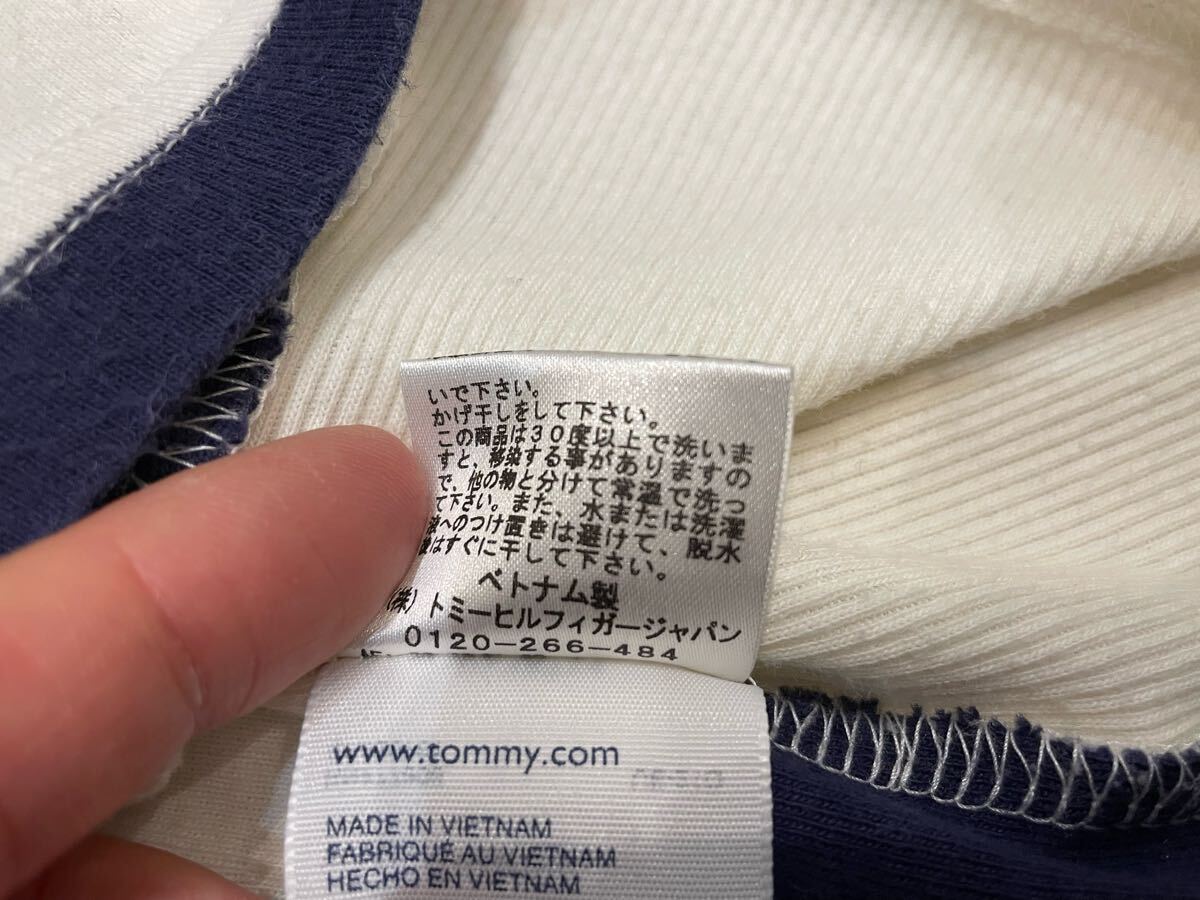 いで下さい。
かげ干しをして下さい。
この商品は30度以上で洗いま
すと、移染する事がありますの
で、他の物と分けて常温で洗っ
て下さい。また、水または洗濯
液へのつけ置きは避けて、脱水
後はすぐに干して下さい。
ベトナム製
(株)トミーヒルフィガージャパン
0120-266-484
www.tommy.com
MADE IN VIETNAM
FABRIQUÉ AU VIETNAM
HECHO EN VIETNAM